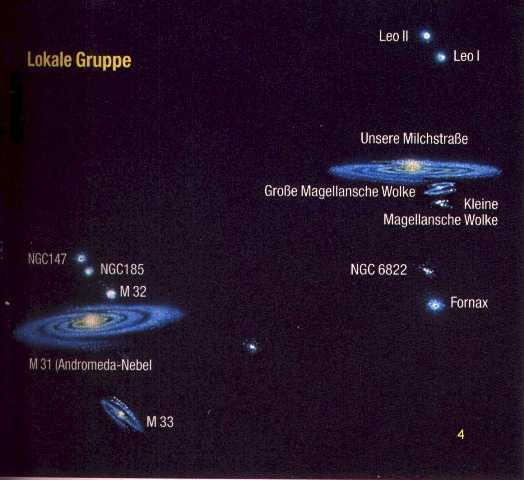 Leo II
Lokale Gruppe
Leo I
Unsere Milchstraße
Große Magellansche Wolke
Kleine
Magellansche Wolke
NGC147
NGC185
NGC 6822
M 32
Fornax
M 31 (Andromeda-Nebel
M 33
4